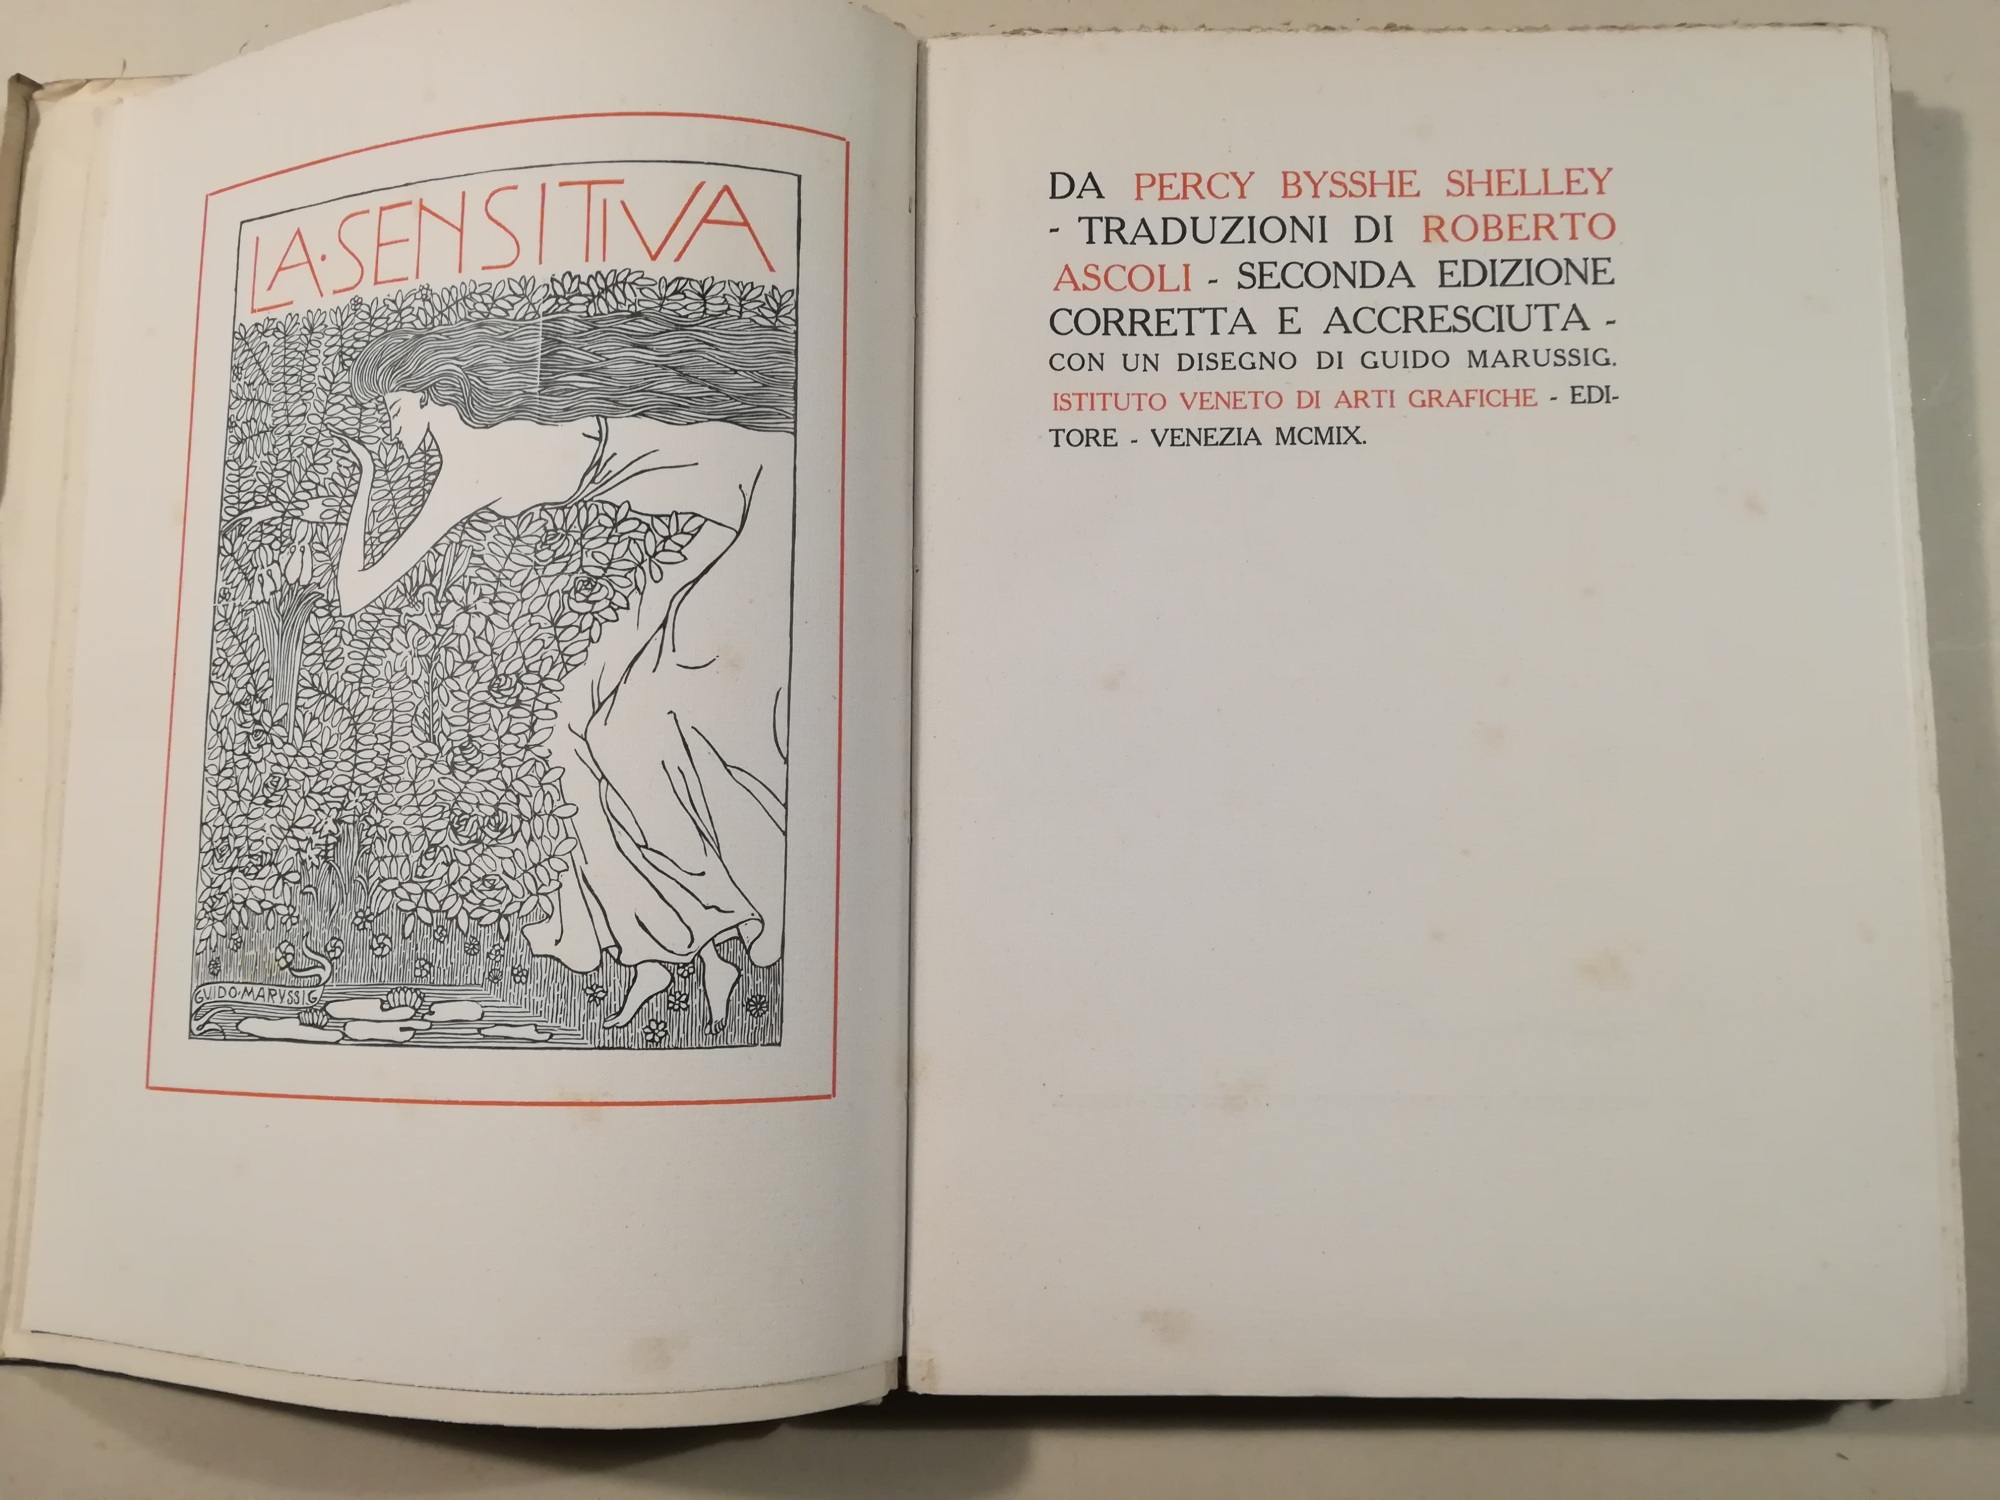 LA·SENSITIVA
GUIDO·MARVSSIG
DA PERCY BYSSHE SHELLEY
- TRADUZIONI DI ROBERTO
ASCOLI - SECONDA EDIZIONE
CORRETTA E ACCRESCIUTA -
CON UN DISEGNO DI GUIDO MARUSSIG.
ISTITUTO VENETO DI ARTI GRAFICHE - EDI-
TORE - VENEZIA MCMIX.